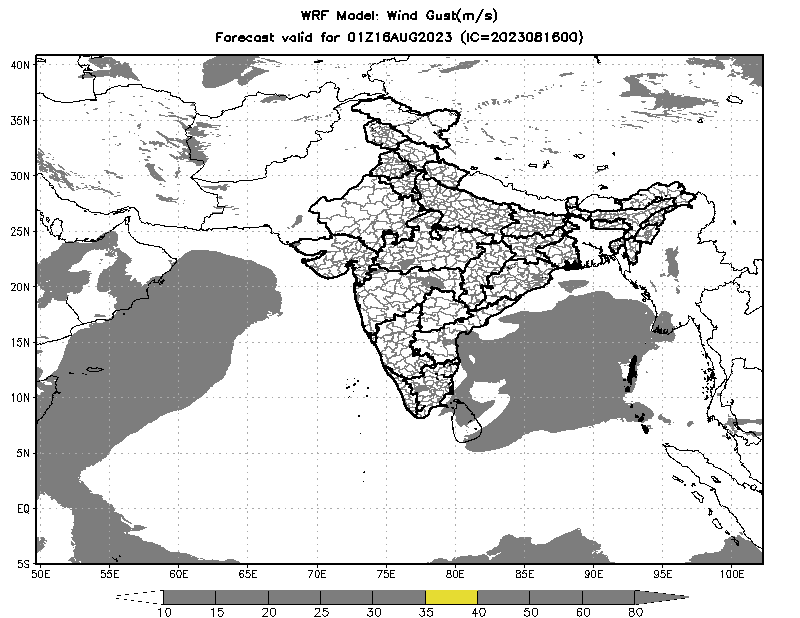 WRF Model: Wind Gust(m/s)
Forecast valid for 01Z16AUG2023 (IC=2023081600)
40N
35N
30N
25N
20N
15N
10N
5N
EQ
5S
50E 55E 60E 65E 70E 75E 80E 85E 90E 95E 100E
10 15 20 25 30 35 40 50 60 80